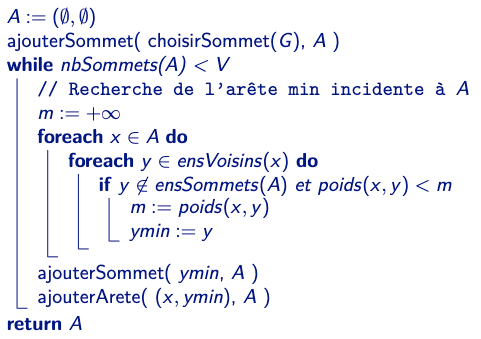 A := (∅, ∅)
ajouterSommet( choisirSommet(G), A )
while nbSommets(A) < V
// Recherche de l'arête min incidente à A
m := +∞
foreach x ∈ A do
foreach y ∈ ensVoisins(x) do
if y ∉ ensSommets(A) et poids(x, y) < m
m := poids(x, y)
ymin := y
ajouterSommet( ymin, A )
ajouterArete( (x, ymin), A )
return A